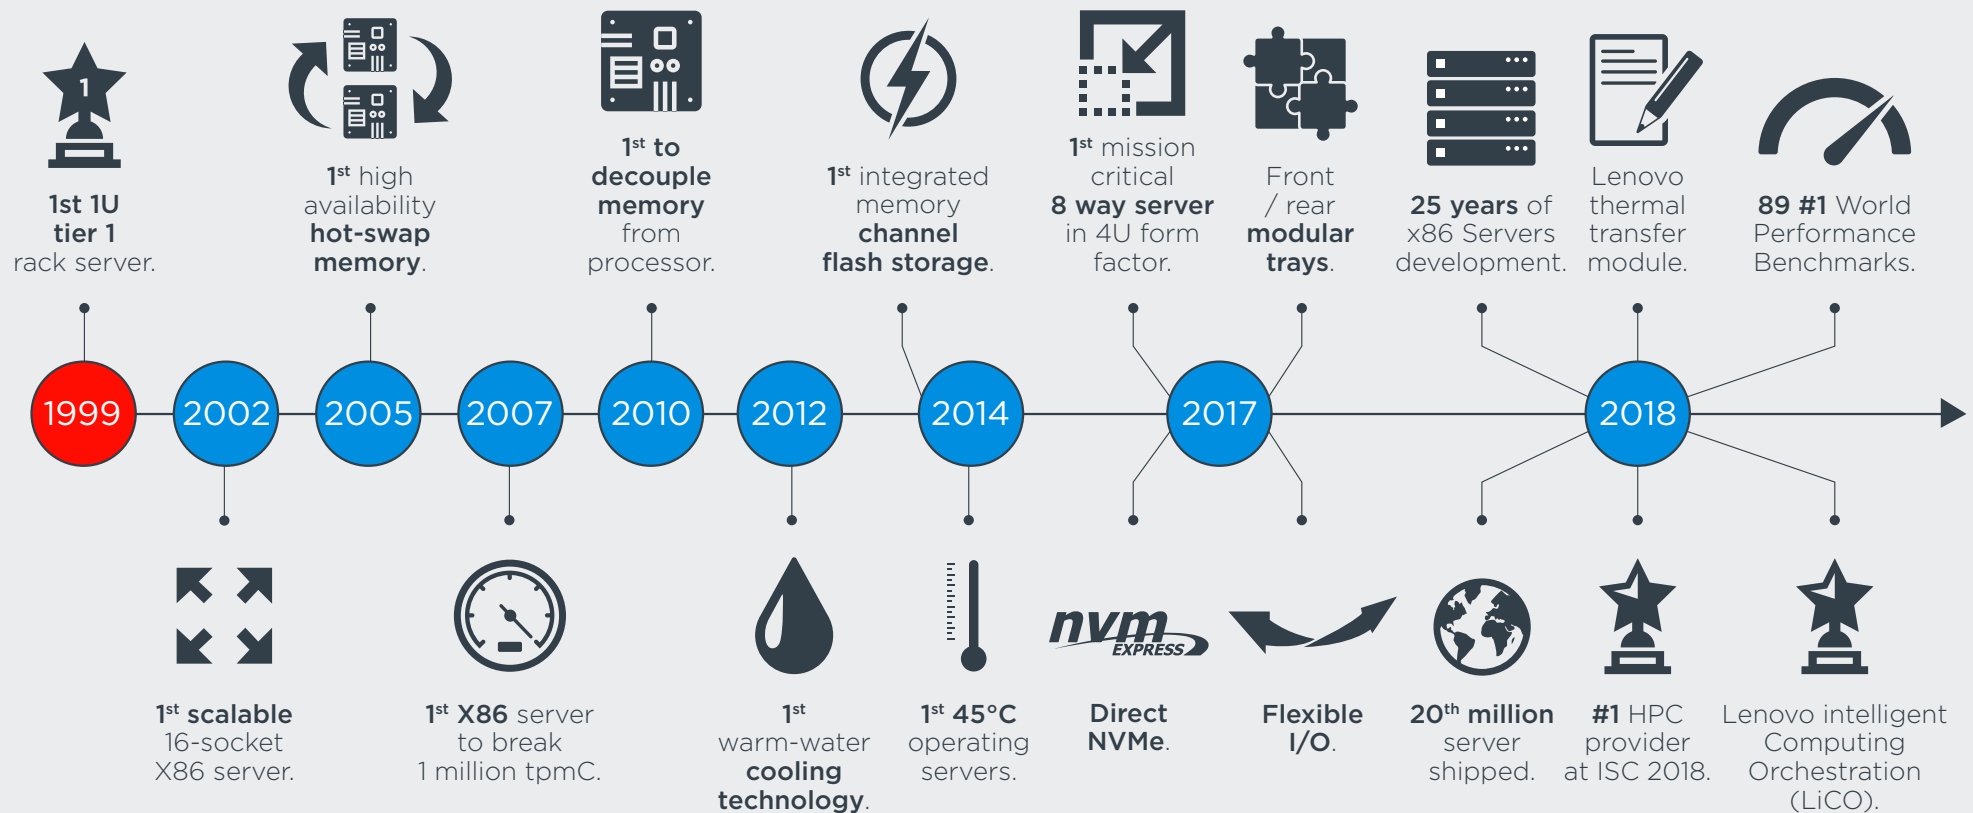 1
1st 1U
tier 1
rack server.
1st high
availability
hot-swap
memory.
1st to
decouple
memory
from
processor.
1st integrated
memory
channel
flash storage.
1st mission
critical
8 way server
in 4U form
factor.
Front
/ rear
modular
trays.
25 years of
x86 Servers
development.
Lenovo
thermal
transfer
module.
89 #1 World
Performance
Benchmarks.
1999
2002
2005
2007
2010
2012
2014
2017
2018
1st scalable
16-socket
X86 server.
1st X86 server
to break
1 million tpmC.
1st
warm-water
cooling
technology.
1st 45°C
operating
servers.
nvm
EXPRESS
Direct
NVMe.
Flexible
I/O.
20th million
server
shipped.
#1 HPC
provider
at ISC 2018.
Lenovo intelligent
Computing
Orchestration
(LiCO).